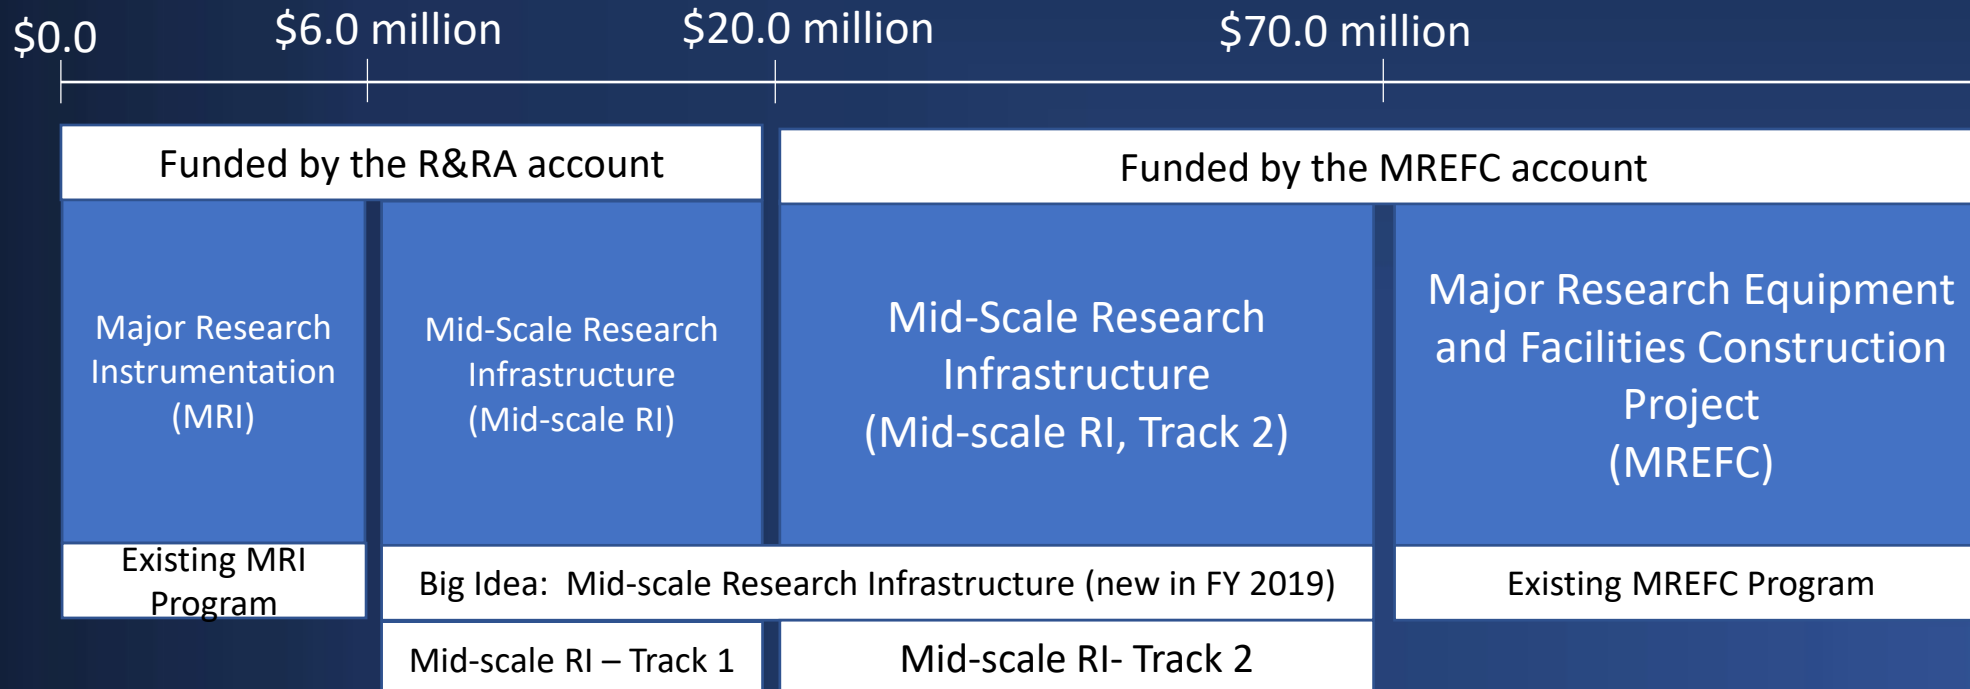 $0.0
$6.0 million
$20.0 million
$70.0 million
Funded by the R&RA account
Funded by the MREFC account
Major Research
Instrumentation
(MRI)
Mid-Scale Research
Infrastructure
(Mid-scale RI)
Mid-Scale Research
Infrastructure
(Mid-scale RI, Track 2)
Major Research Equipment
and Facilities Construction
Project
(MREFC)
Existing MRI
Program
Big Idea:  Mid-scale Research Infrastructure (new in FY 2019)
Existing MREFC Program
Mid-scale RI – Track 1
Mid-scale RI- Track 2